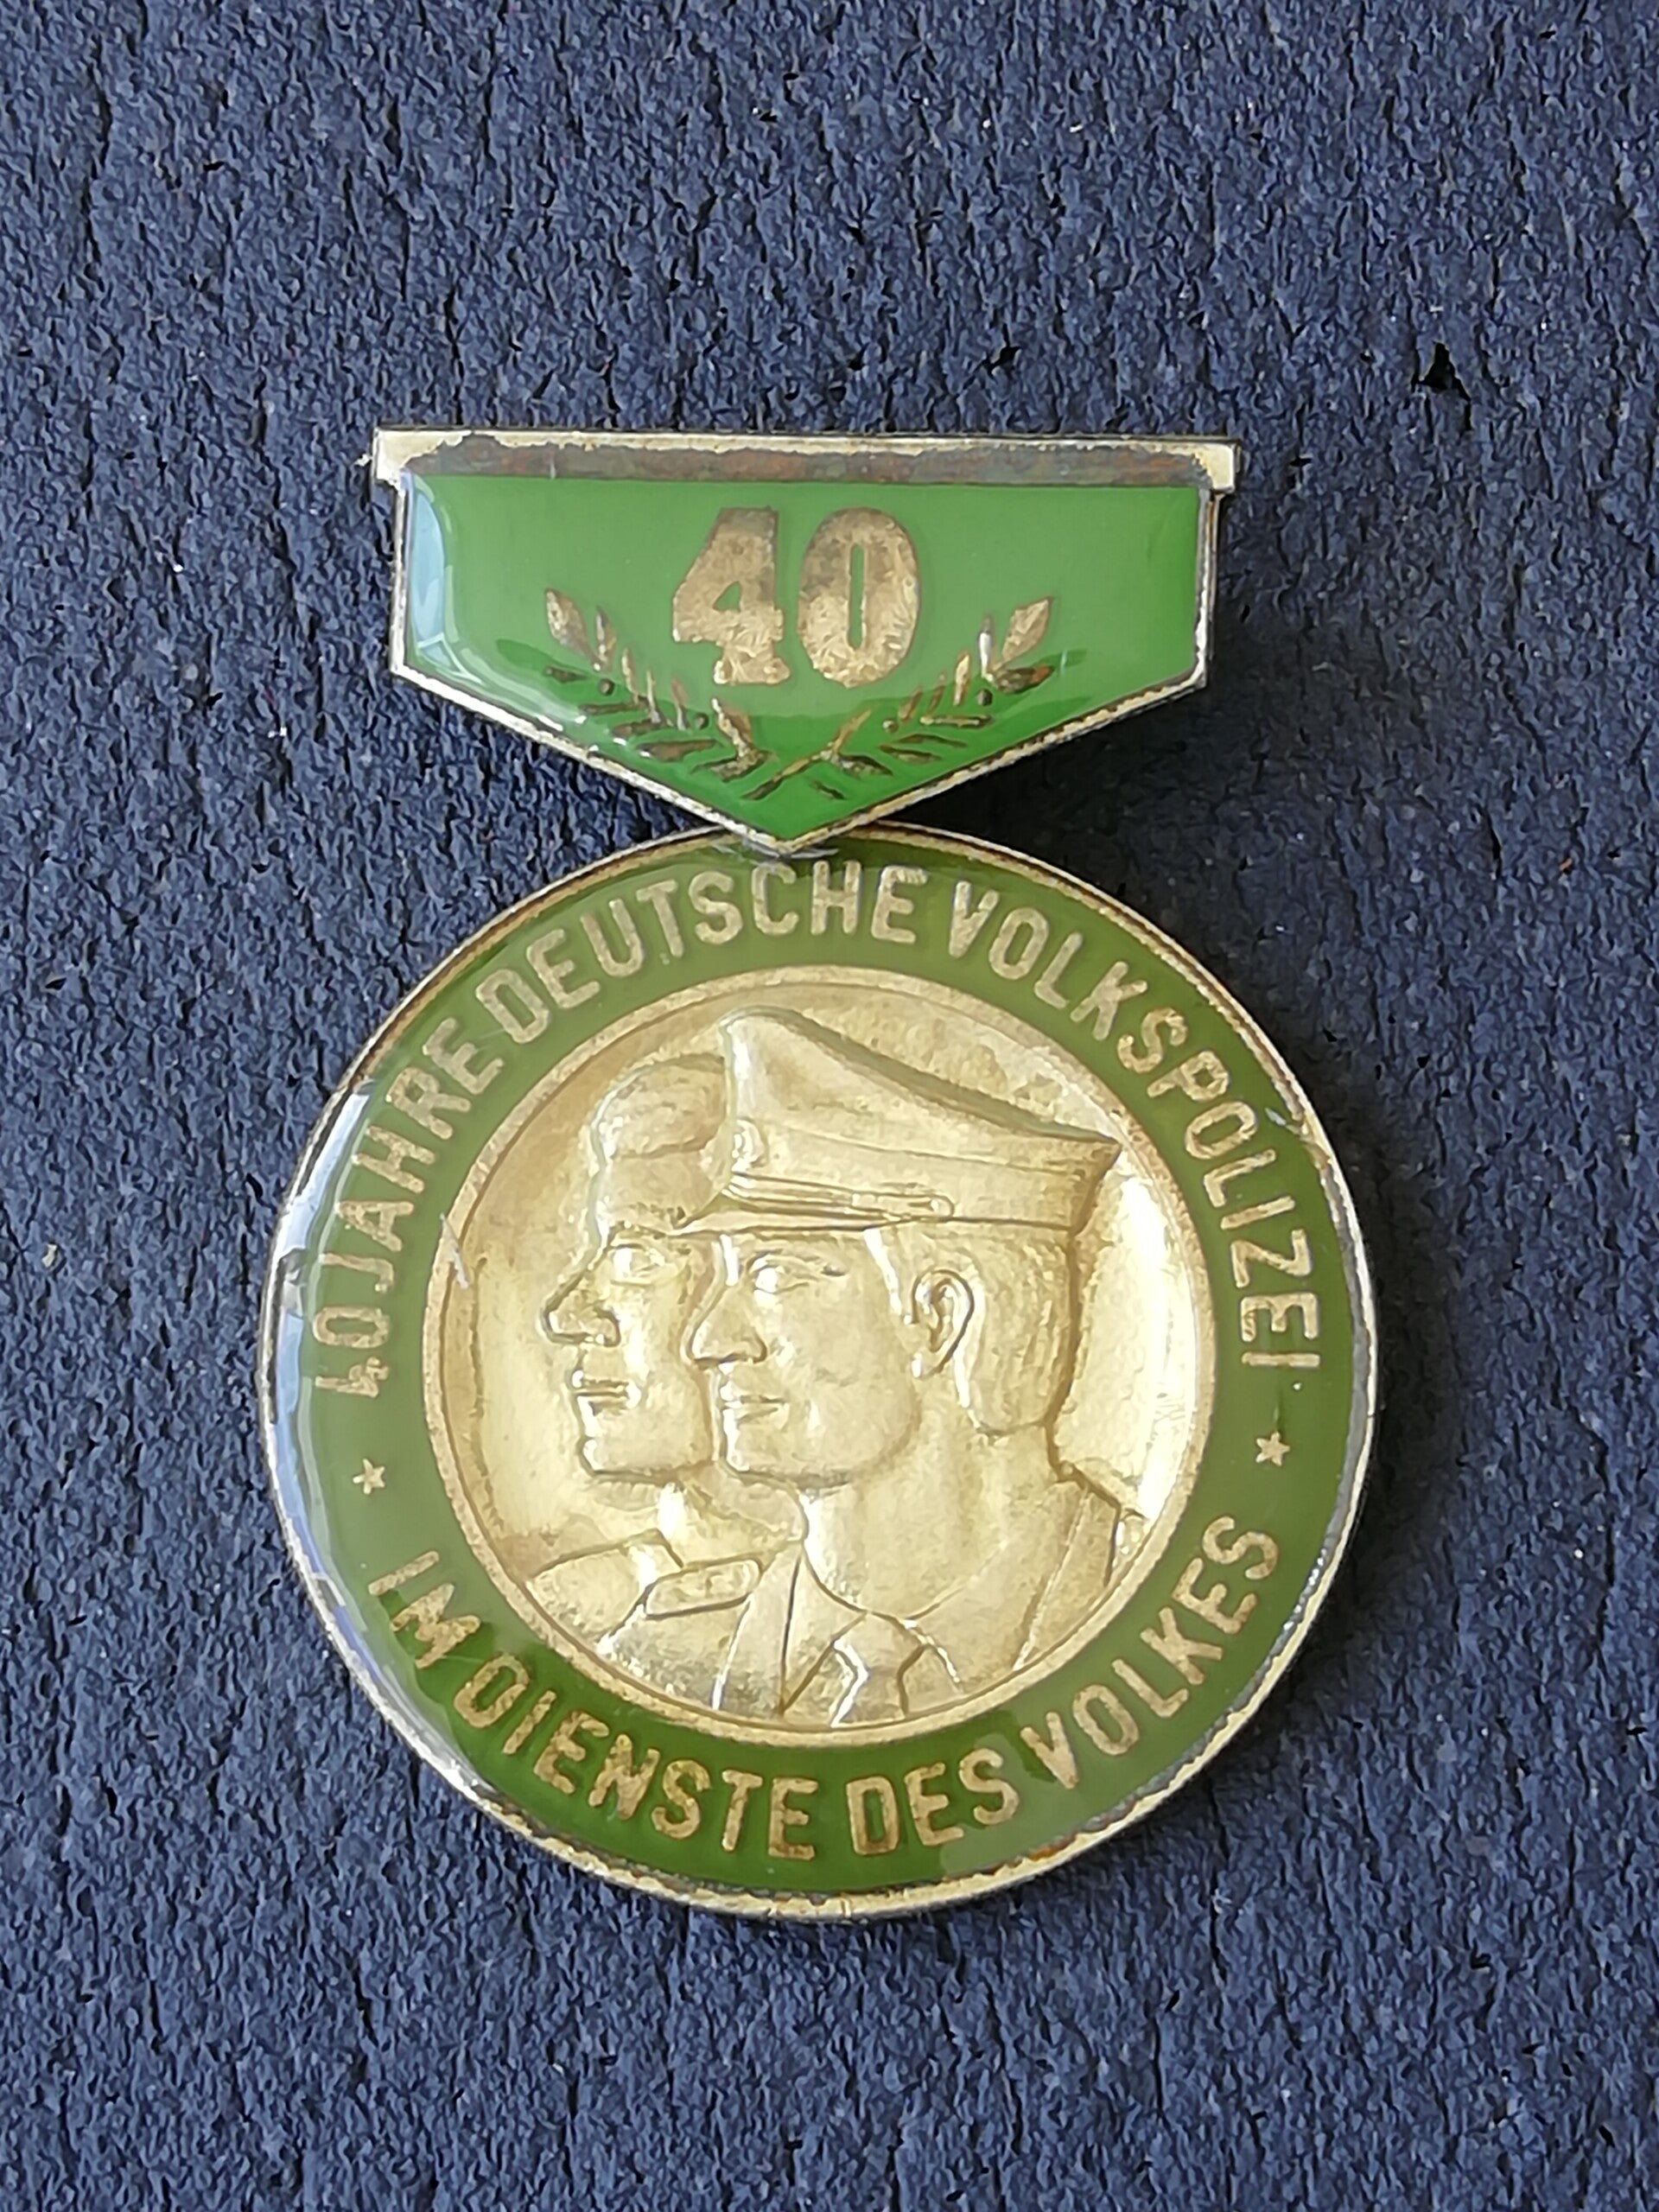 40
40 JAHRE DEUTSCHE VOLKSPOLIZEI
IM DIENSTE DES VOLKES